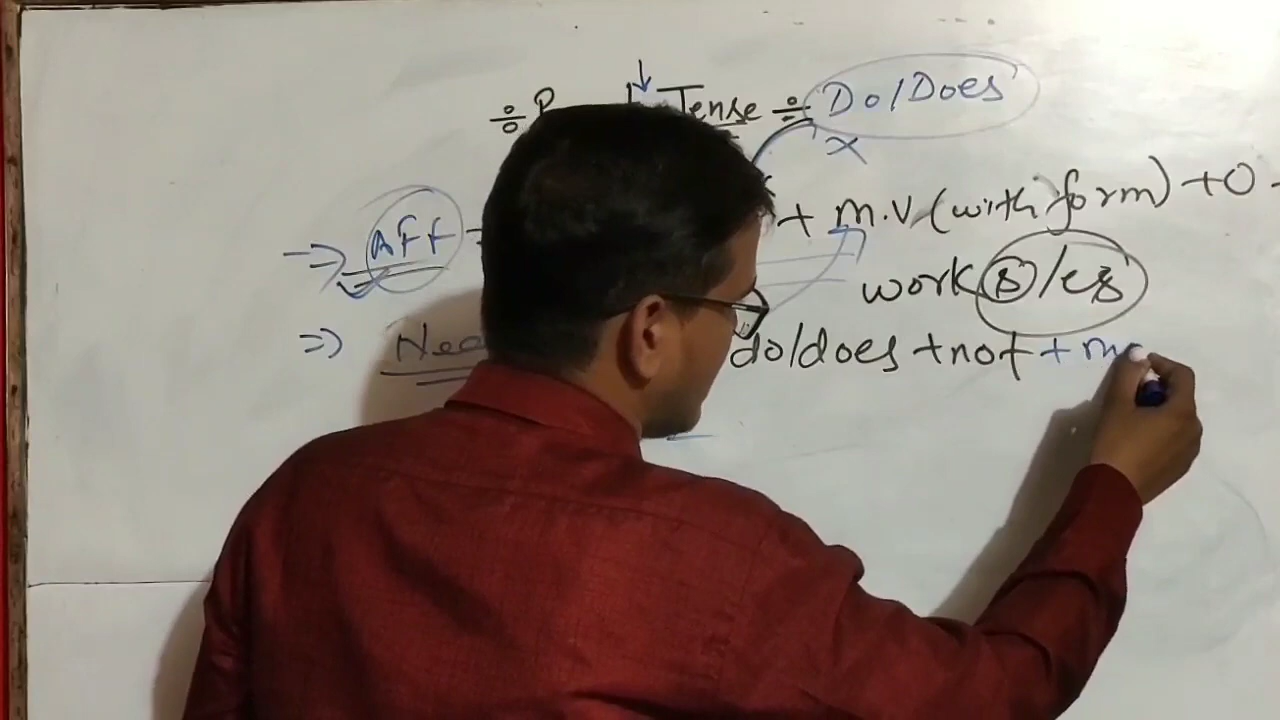 ÷ P Tense ÷ Do/Does
x
⇒ Aff + M.V (with form) + O
work s/es
⇒ Neg do/does + not + m